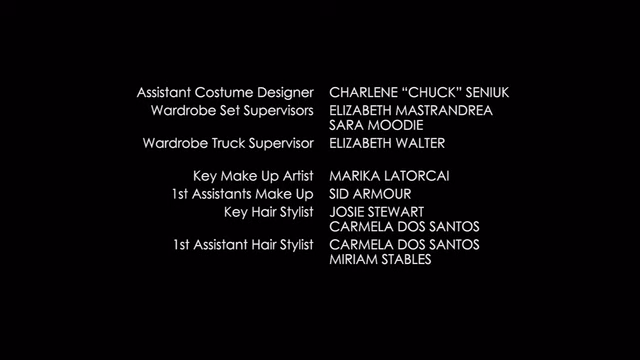 Assistant Costume Designer CHARLENE “CHUCK” SENIUK
Wardrobe Set Supervisors ELIZABETH MASTRANDREA
SARA MOODIE
Wardrobe Truck Supervisor ELIZABETH WALTER
Key Make Up Artist MARIKA LATORCAI
1st Assistants Make Up SID ARMOUR
Key Hair Stylist JOSIE STEWART
CARMELA DOS SANTOS
1st Assistant Hair Stylist CARMELA DOS SANTOS
MIRIAM STABLES